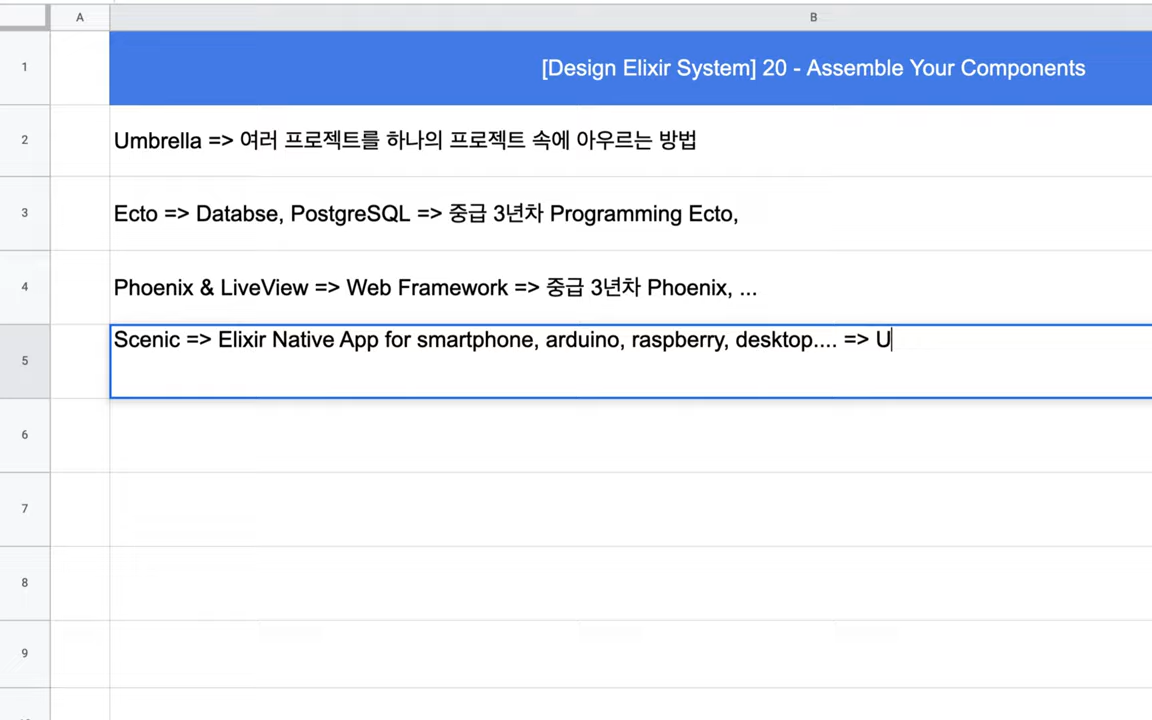 A B
1 [Design Elixir System] 20 - Assemble Your Components
2 Umbrella => 여러 프로젝트를 하나의 프로젝트 속에 아우르는 방법
3 Ecto => Databse, PostgreSQL => 중급 3년차 Programming Ecto,
4 Phoenix & LiveView => Web Framework => 중급 3년차 Phoenix, ...
5 Scenic => Elixir Native App for smartphone, arduino, raspberry, desktop.... => U
6
7
8
9